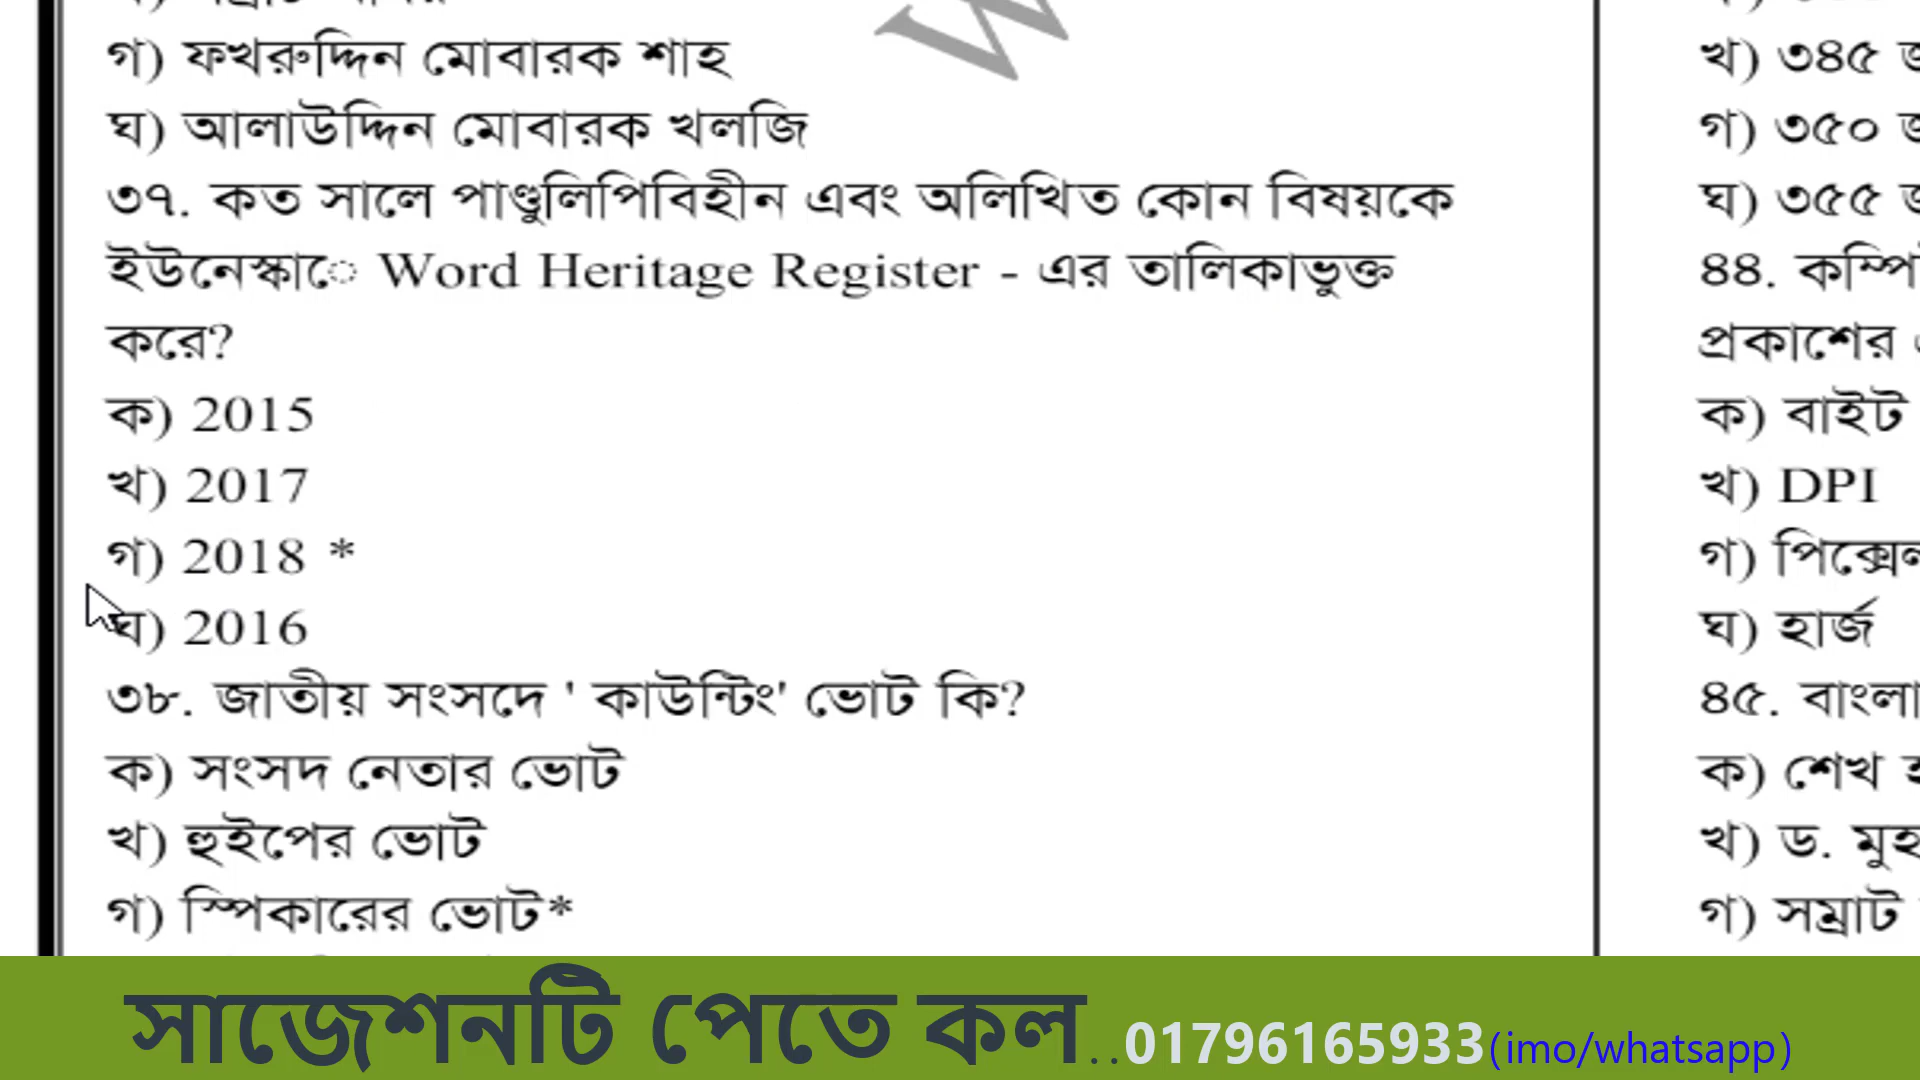 গ) ফখরুদ্দিন মোবারক শাহ
ঘ) আলাউদ্দিন মোবারক খলজি
৩৭. কত সালে পাণ্ডুলিপিবিহীন এবং অলিখিত কোন বিষয়কে
ইউনেস্কাে Word Heritage Register - এর তালিকাভুক্ত
করে?
ক) 2015
খ) 2017
গ) 2018 *
ঘ) 2016
৩৮. জাতীয় সংসদে ' কাউন্টিং' ভোট কি?
ক) সংসদ নেতার ভোট
খ) হুইপের ভোট
গ) স্পিকারের ভোট*
খ) ৩৪৫
গ) ৩৫০
ঘ) ৩৫৫
৪৪.
প্রকাশের
ক) বাইট
খ) DPI
গ)
ঘ) হার্জ
৪৫.
ক) শেখ
খ) ড.
গ) সম্রাট
সাজেশনটি পেতে কল..01796165933(imo/whatsapp)